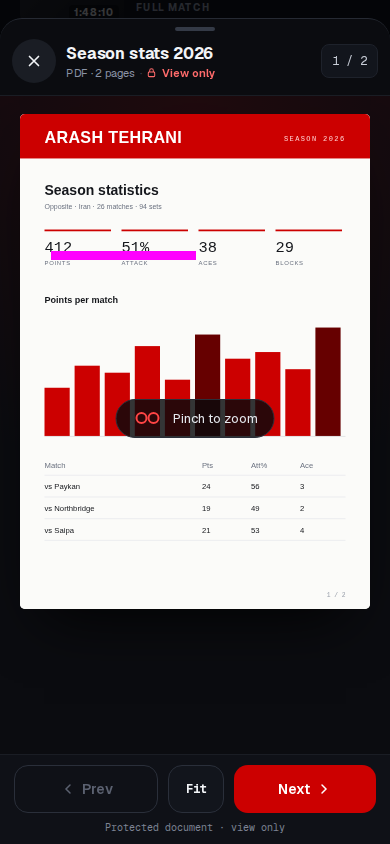 1:48:10 FULL MATCH
Season stats 2026
PDF · 2 pages · View only
1 / 2
ARASH TEHRANI
SEASON 2026
Season statistics
Opposite · Iran · 26 matches · 94 sets
412 51% 38 29
POINTS ATTACK ACES BLOCKS
Points per match
Pinch to zoom
Match Pts Att% Ace
vs Paykan 24 56 3
vs Northbridge 19 49 2
vs Saipa 21 53 4
1 / 2
Prev Fit Next
Protected document · view only